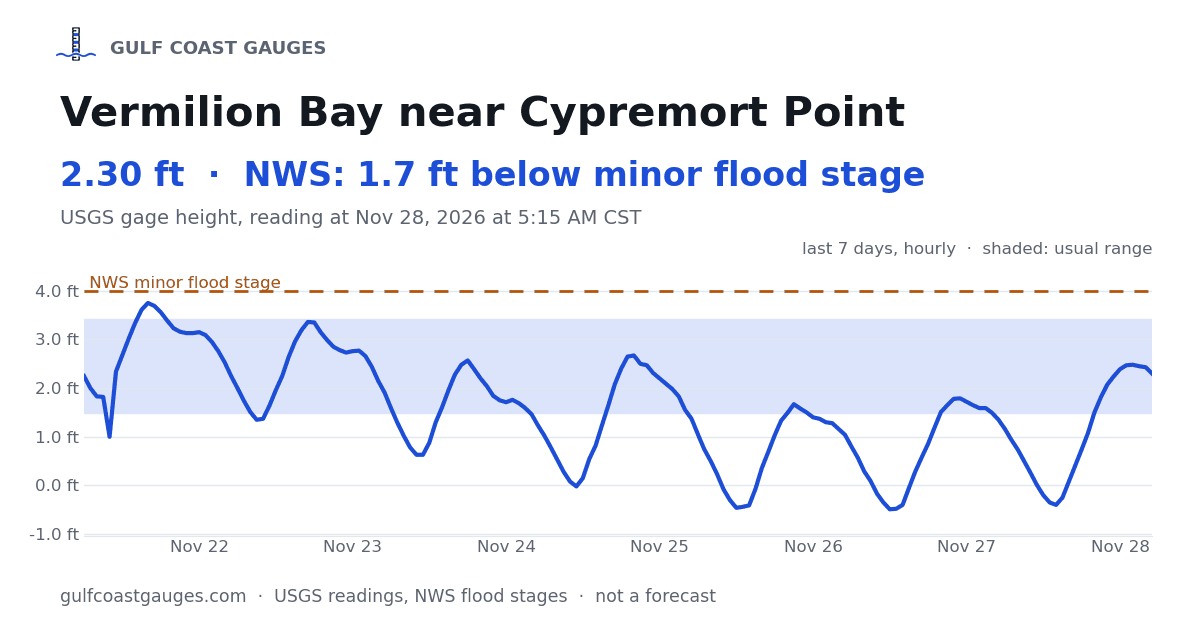 GULF COAST GAUGES
Vermilion Bay near Cypremort Point
2.30 ft · NWS: 1.7 ft below minor flood stage
USGS gage height, reading at Nov 28, 2026 at 5:15 AM CST
last 7 days, hourly · shaded: usual range
NWS minor flood stage
4.0 ft
3.0 ft
2.0 ft
1.0 ft
0.0 ft
-1.0 ft
Nov 22 Nov 23 Nov 24 Nov 25 Nov 26 Nov 27 Nov 28
gulfcoastgauges.com · USGS readings, NWS flood stages · not a forecast